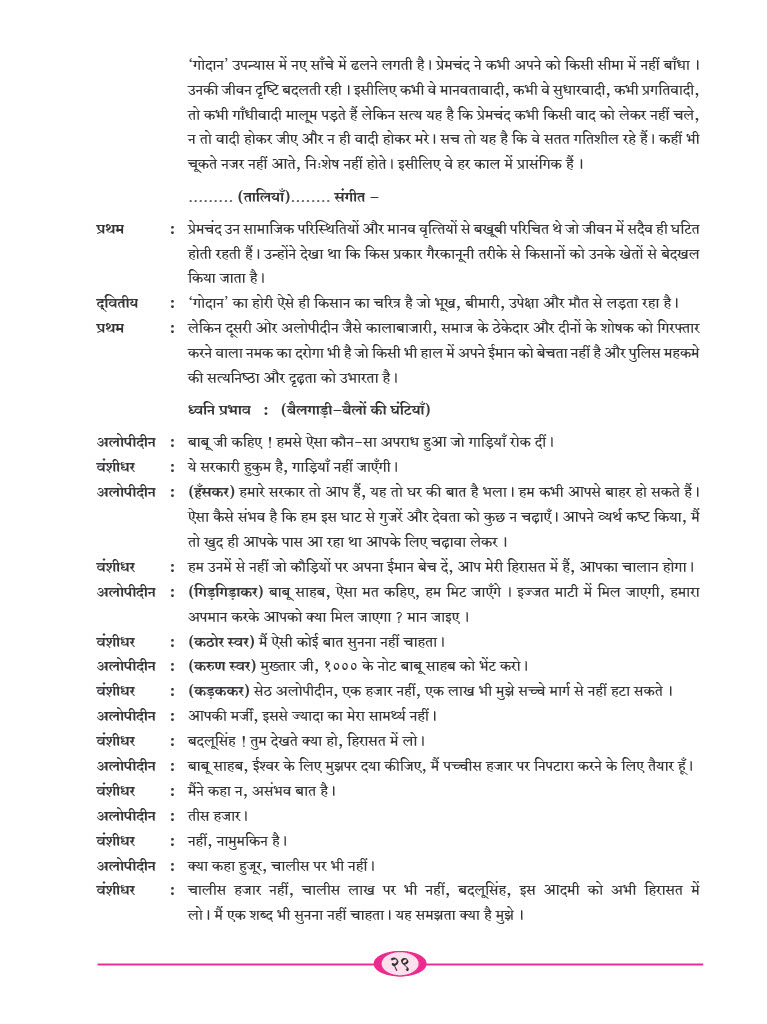 ‘गोदान’ उपन्यास में नए साँचे में ढलने लगती है । प्रेमचंद ने कभी अपने को किसी सीमा में नहीं बाँधा ।
उनकी जीवन दृष्टि बदलती रही । इसीलिए कभी वे मानवतावादी, कभी वे सुधारवादी, कभी प्रगतिवादी,
तो कभी गाँधीवादी मालूम पड़ते हैं लेकिन सत्य यह है कि प्रेमचंद कभी किसी वाद को लेकर नहीं चले,
न तो वादी होकर जीए और न ही वादी होकर मरे । सच तो यह है कि वे सतत गतिशील रहे हैं । कहीं भी
चूकते नजर नहीं आते, निःशेष नहीं होते । इसीलिए वे हर काल में प्रासंगिक हैं ।
......... (तालियाँ)........ संगीत –
प्रथम : प्रेमचंद उन सामाजिक परिस्थितियों और मानव वृत्तियों से बखूबी परिचित थे जो जीवन में सदैव ही घटित
होती रहती हैं । उन्होंने देखा था कि किस प्रकार गैरकानूनी तरीके से किसानों को उनके खेतों से बेदखल
किया जाता है ।
द्‌वितीय : ‘गोदान’ का होरी ऐसे ही किसान का चरित्र है जो भूख, बीमारी, उपेक्षा और मौत से लड़ता रहा है ।
प्रथम : लेकिन दूसरी ओर अलोपीदीन जैसे कालाबाजारी, समाज के ठेकेदार और दीनों के शोषक को गिरफ्तार
करने वाला नमक का दरोगा भी है जो किसी भी हाल में अपने ईमान को बेचता नहीं है और पुलिस महकमे
की सत्यनिष्ठा और दृढ़ता को उभारता है ।
ध्वनि प्रभाव : (बैलगाड़ी–बैलों की घंटियाँ)
अलोपीदीन : बाबू जी कहिए ! हमसे ऐसा कौन-सा अपराध हुआ जो गाड़ियाँ रोक दीं ।
वंशीधर : ये सरकारी हुकुम है, गाड़ियाँ नहीं जाएँगी ।
अलोपीदीन : (हँसकर) हमारे सरकार तो आप हैं, यह तो घर की बात है भला । हम कभी आपसे बाहर हो सकते हैं ।
ऐसा कैसे संभव है कि हम इस घाट से गुजरें और देवता को कुछ न चढ़ाएँ । आपने व्यर्थ कष्ट किया, मैं
तो खुद ही आपके पास आ रहा था आपके लिए चढ़ावा लेकर ।
वंशीधर : हम उनमें से नहीं जो कौड़ियों पर अपना ईमान बेच दें, आप मेरी हिरासत में हैं, आपका चालान होगा ।
अलोपीदीन : (गिड़गिड़ाकर) बाबू साहब, ऐसा मत कहिए, हम मिट जाएँगे । इज्जत माटी में मिल जाएगी, हमारा
अपमान करके आपको क्या मिल जाएगा ? मान जाइए ।
वंशीधर : (कठोर स्वर) मैं ऐसी कोई बात सुनना नहीं चाहता ।
अलोपीदीन : (करुण स्वर) मुख्तार जी, १००० के नोट बाबू साहब को भेंट करो ।
वंशीधर : (कड़ककर) सेठ अलोपीदीन, एक हजार नहीं, एक लाख भी मुझे सच्चे मार्ग से नहीं हटा सकते ।
अलोपीदीन : आपकी मर्जी, इससे ज्यादा का मेरा सामर्थ्य नहीं ।
वंशीधर : बदलूसिंह ! तुम देखते क्या हो, हिरासत में लो ।
अलोपीदीन : बाबू साहब, ईश्वर के लिए मुझपर दया कीजिए, मैं पच्चीस हजार पर निपटारा करने के लिए तैयार हूँ ।
वंशीधर : मैंने कहा न, असंभव बात है ।
अलोपीदीन : तीस हजार ।
वंशीधर : नहीं, नामुमकिन है ।
अलोपीदीन : क्या कहा हुजूर, चालीस पर भी नहीं ।
वंशीधर : चालीस हजार नहीं, चालीस लाख पर भी नहीं, बदलूसिंह, इस आदमी को अभी हिरासत में
लो । मैं एक शब्द भी सुनना नहीं चाहता । यह समझता क्या है मुझे ।
२९